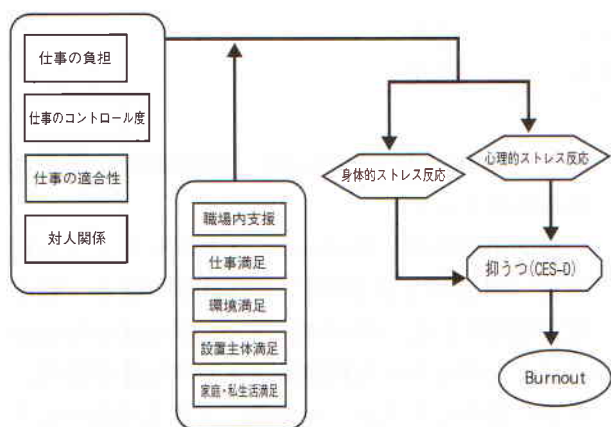 仕事の負担
仕事のコントロール度
仕事の適合性
対人関係
職場内支援
仕事満足
環境満足
設置主体満足
家庭・私生活満足
身体的ストレス反応
心理的ストレス反応
抑うつ(CES-D)
Burnout